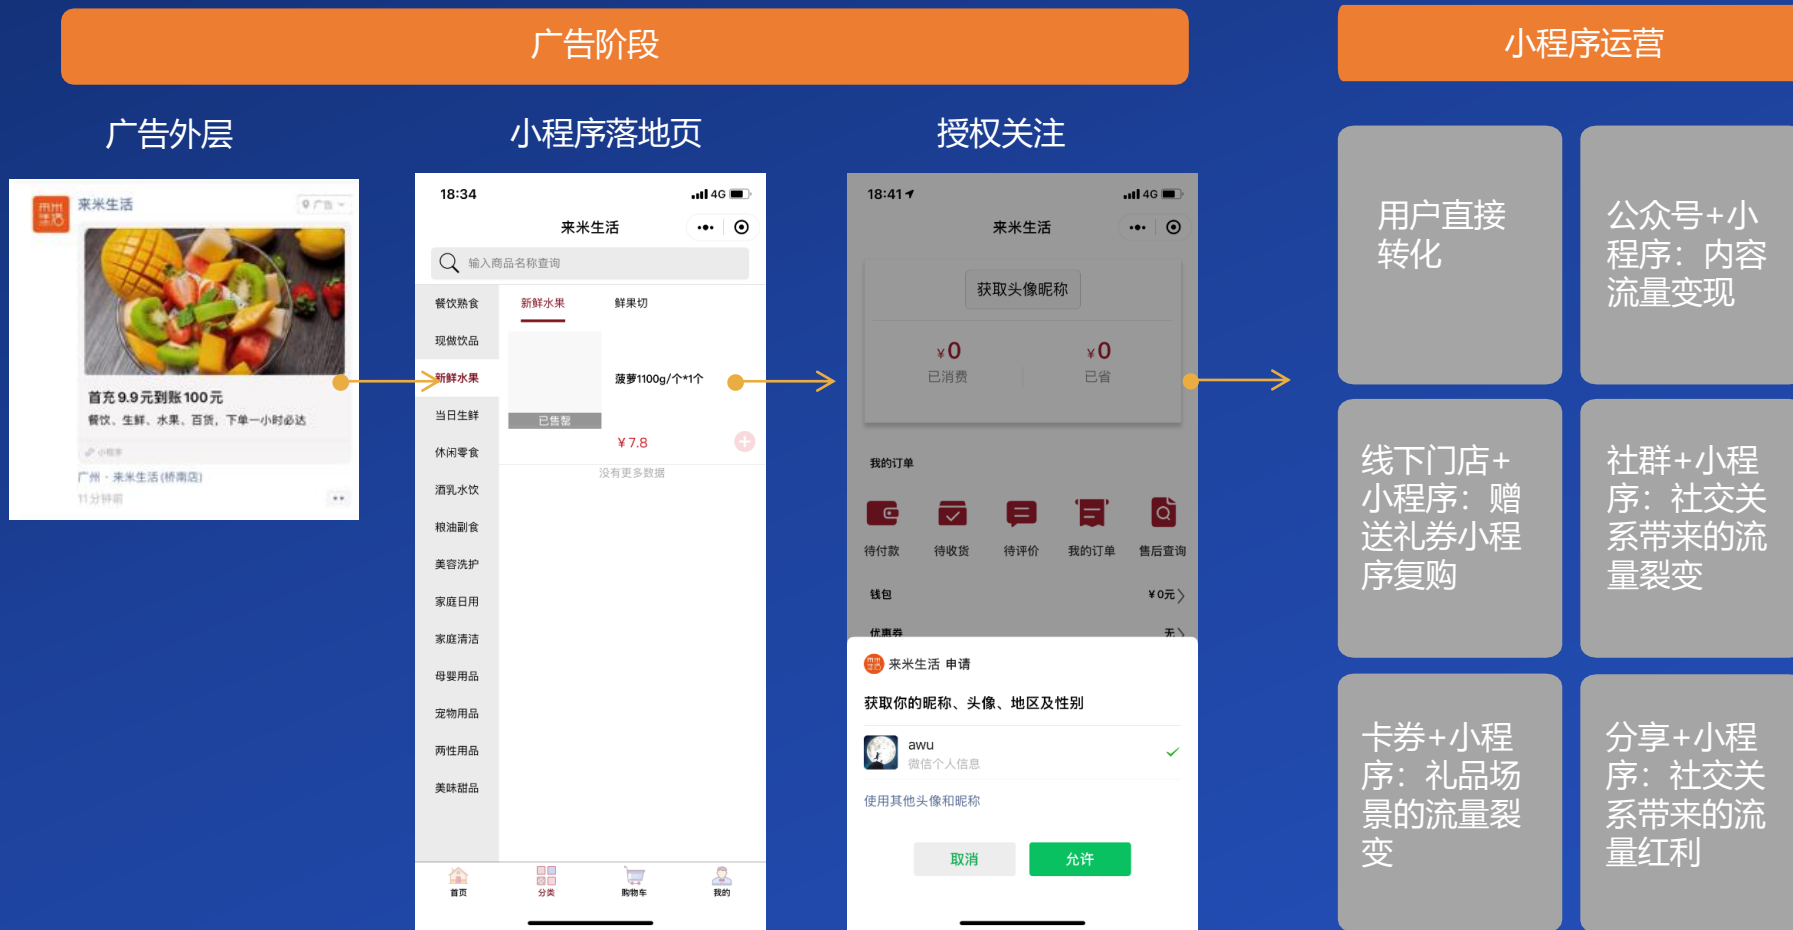 广告阶段
小程序运营
广告外层
小程序落地页
授权关注
来米生活
广告
首充9.9元到账100元
餐饮、生鲜、水果、百货，下单一小时必达
小程序
广州·来米生活(桥南店)
11分钟前
18:34
4G
来米生活
输入商品名称查询
餐饮熟食
现做饮品
新鲜水果
当日生鲜
休闲零食
酒乳水饮
粮油副食
美容洗护
家庭日用
家庭清洁
母婴用品
宠物用品
两性用品
美味甜品
新鲜水果
鲜果切
菠萝1100g/个*1个
已售罄
¥7.8
没有更多数据
首页
分类
购物车
我的
18:41
4G
来米生活
获取头像昵称
¥0
¥0
已消费
已省
我的订单
待付款
待收货
待评价
我的订单
售后查询
钱包
¥0元
优惠券
无
来米生活 申请
获取你的昵称、头像、地区及性别
awu
微信个人信息
使用其他头像和昵称
取消
允许
用户直接
转化
公众号+小
程序：内容
流量变现
线下门店+
小程序：赠
送礼券小程
序复购
社群+小程
序：社交关
系带来的流
量裂变
卡券+小程
序：礼品场
景的流量裂
变
分享+小程
序：社交关
系带来的流
量红利